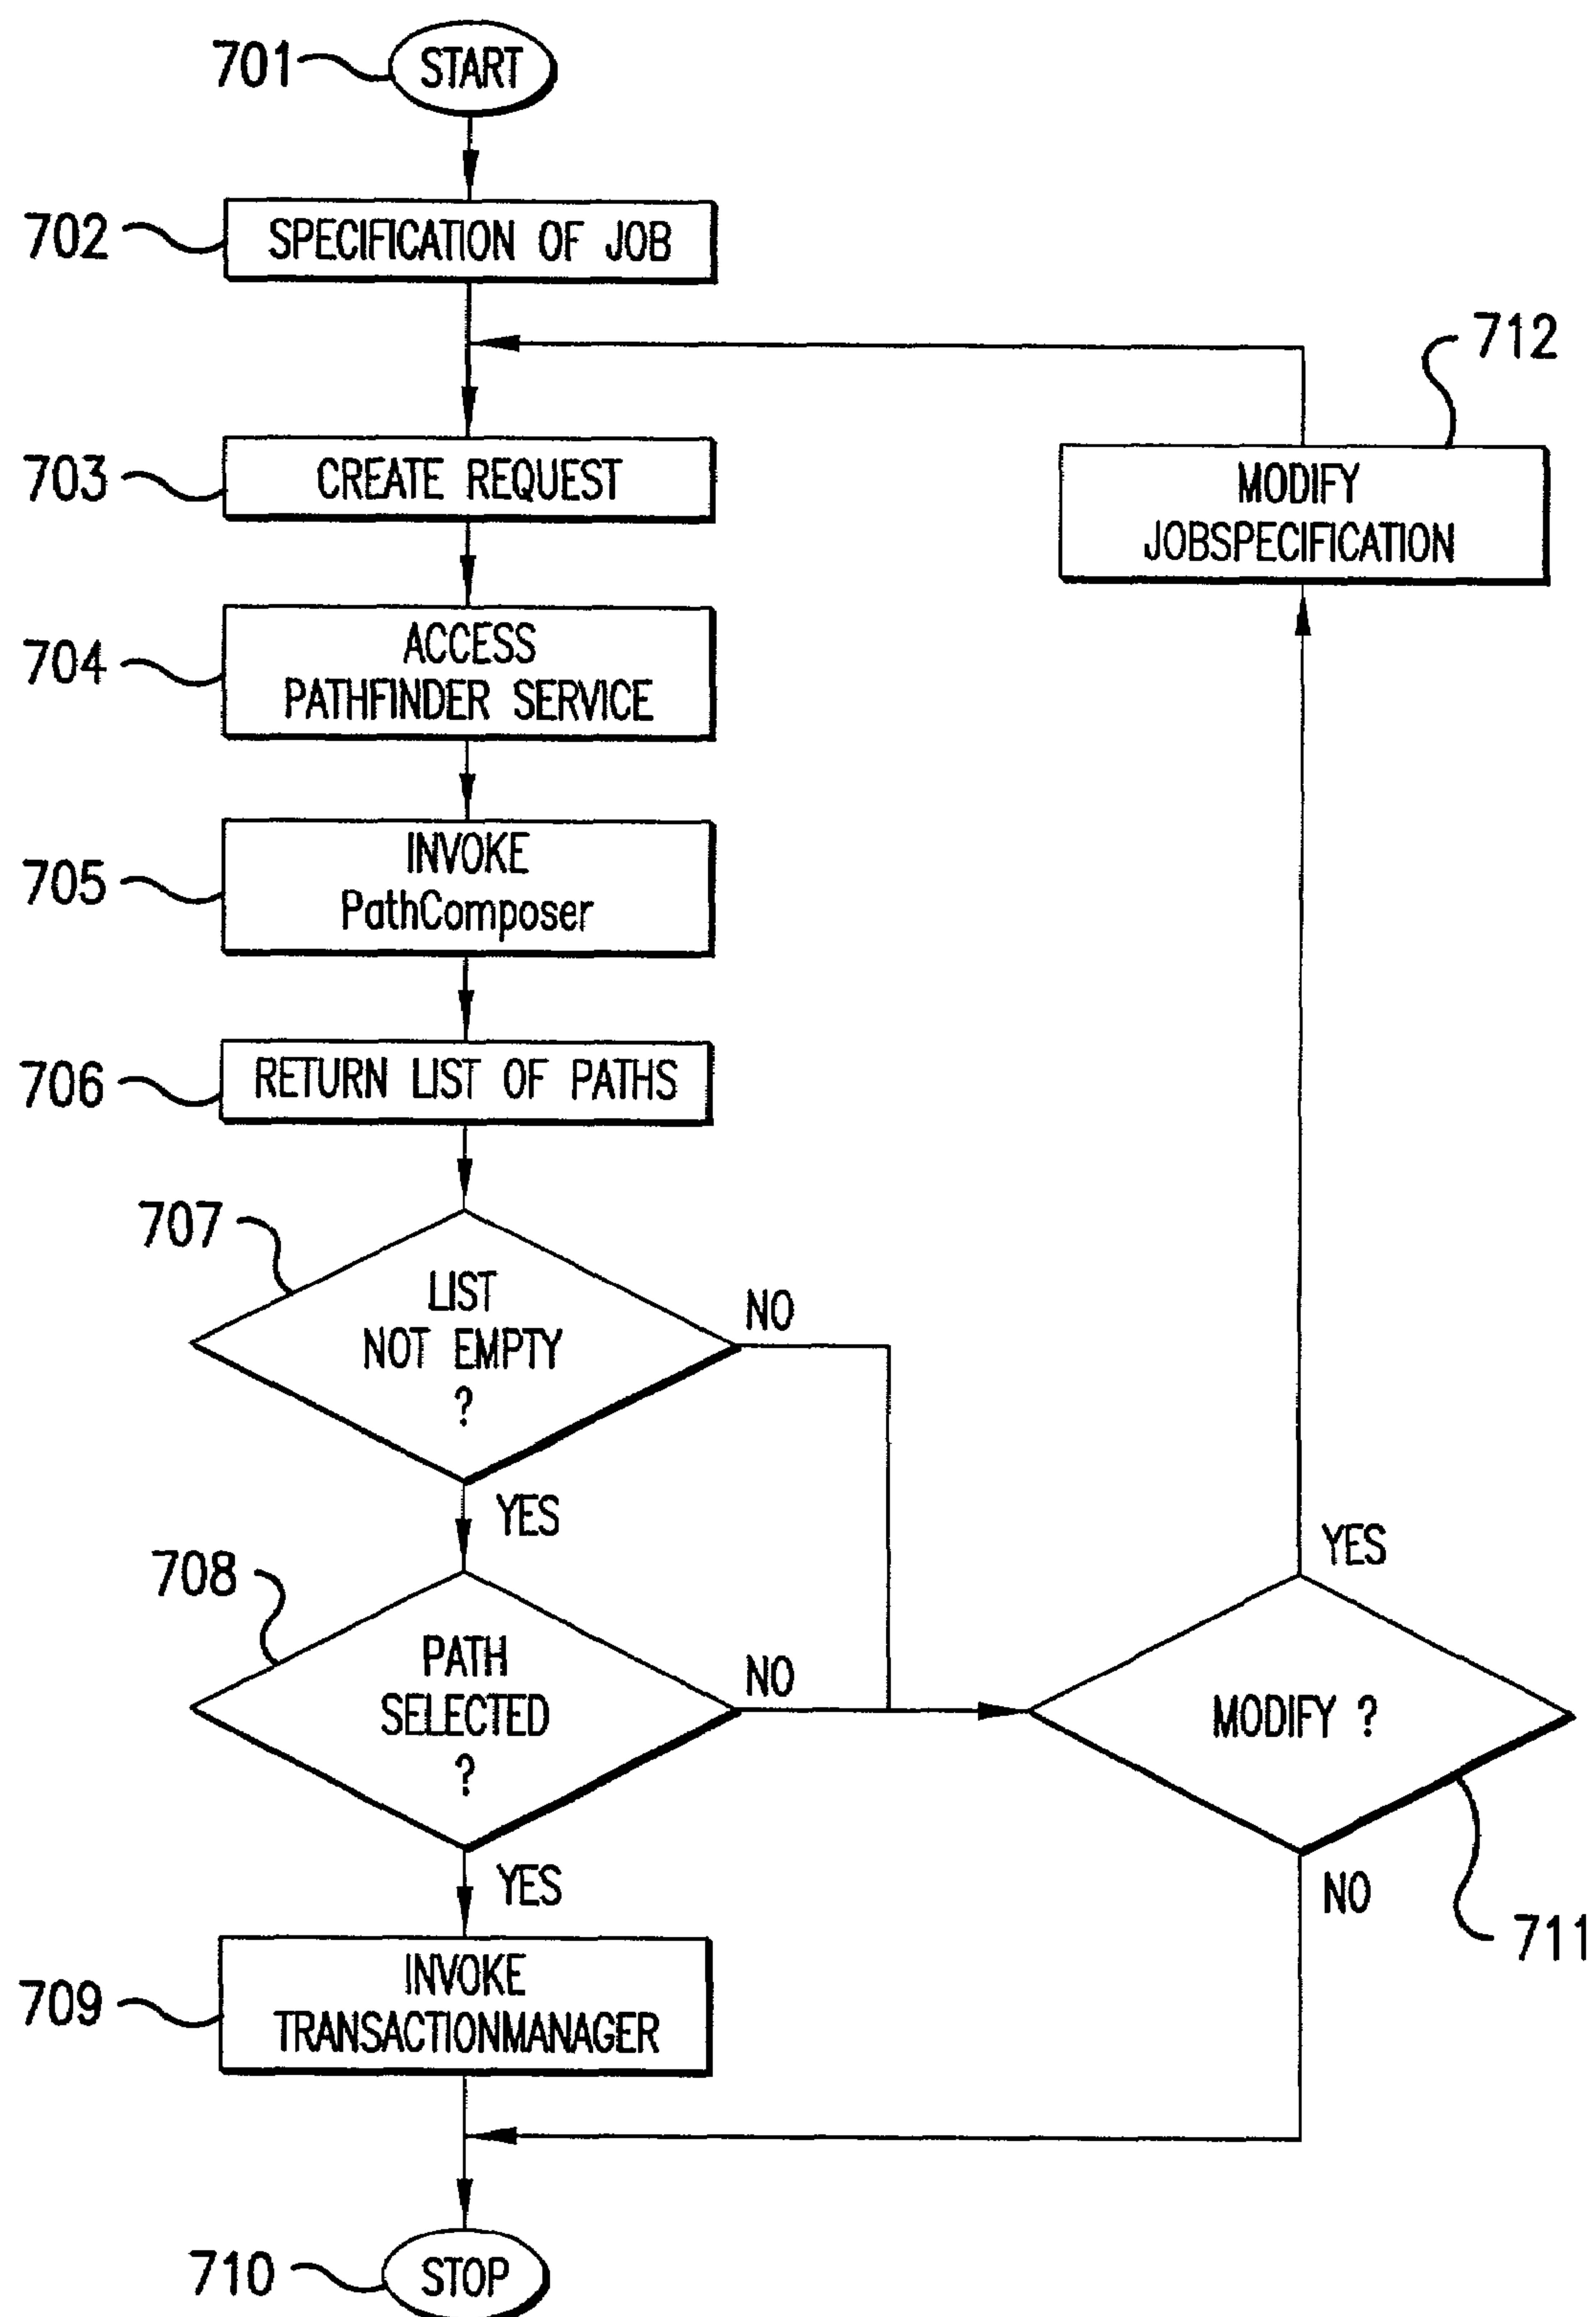 701
START
702
SPECIFICATION OF JOB
712
703
CREATE REQUEST
MODIFY
JOBSPECIFICATION
704
ACCESS
PATHFINDER SERVICE
705
INVOKE
PathComposer
706
RETURN LIST OF PATHS
707
LIST
NOT EMPTY
?
NO
YES
708
PATH
SELECTED
?
NO
YES
MODIFY ?
YES
NO
711
709
INVOKE
TRANSACTIONMANAGER
710
STOP